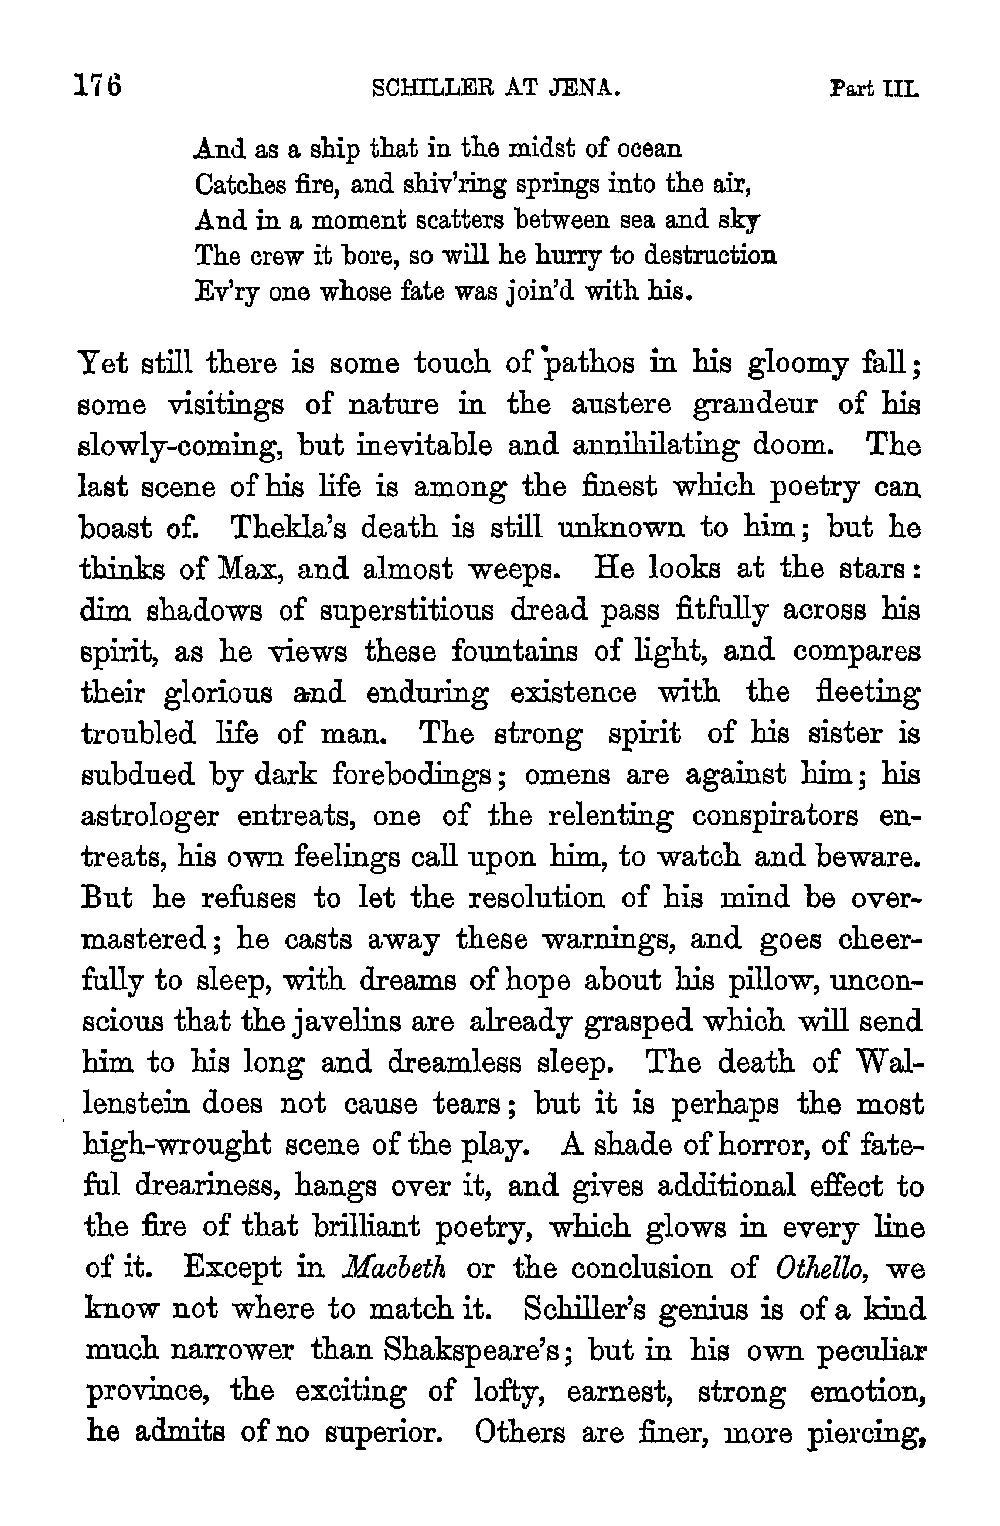 176 SCHILLER AT JENA. Part III.
And as a ship that in the midst of ocean
Catches fire, and shiv'ring springs into the air,
And in a moment scatters between sea and sky
The crew it bore, so will he hurry to destruction
Ev'ry one whose fate was join'd with his.
Yet still there is some touch of pathos in his gloomy fall;
some visitings of nature in the austere grandeur of his
slowly-coming, but inevitable and annihilating doom. The
last scene of his life is among the finest which poetry can
boast of. Thekla's death is still unknown to him; but he
thinks of Max, and almost weeps. He looks at the stars:
dim shadows of superstitious dread pass fitfully across his
spirit, as he views these fountains of light, and compares
their glorious and enduring existence with the fleeting
troubled life of man. The strong spirit of his sister is
subdued by dark forebodings; omens are against him; his
astrologer entreats, one of the relenting conspirators en-
treats, his own feelings call upon him, to watch and beware.
But he refuses to let the resolution of his mind be over-
mastered; he casts away these warnings, and goes cheer-
fully to sleep, with dreams of hope about his pillow, uncon-
scious that the javelins are already grasped which will send
him to his long and dreamless sleep. The death of Wal-
lenstein does not cause tears; but it is perhaps the most
high-wrought scene of the play. A shade of horror, of fate-
ful dreariness, hangs over it, and gives additional effect to
the fire of that brilliant poetry, which glows in every line
of it. Except in Macbeth or the conclusion of Othello, we
know not where to match it. Schiller's genius is of a kind
much narrower than Shakspeare's; but in his own peculiar
province, the exciting of lofty, earnest, strong emotion,
he admits of no superior. Others are finer, more piercing,